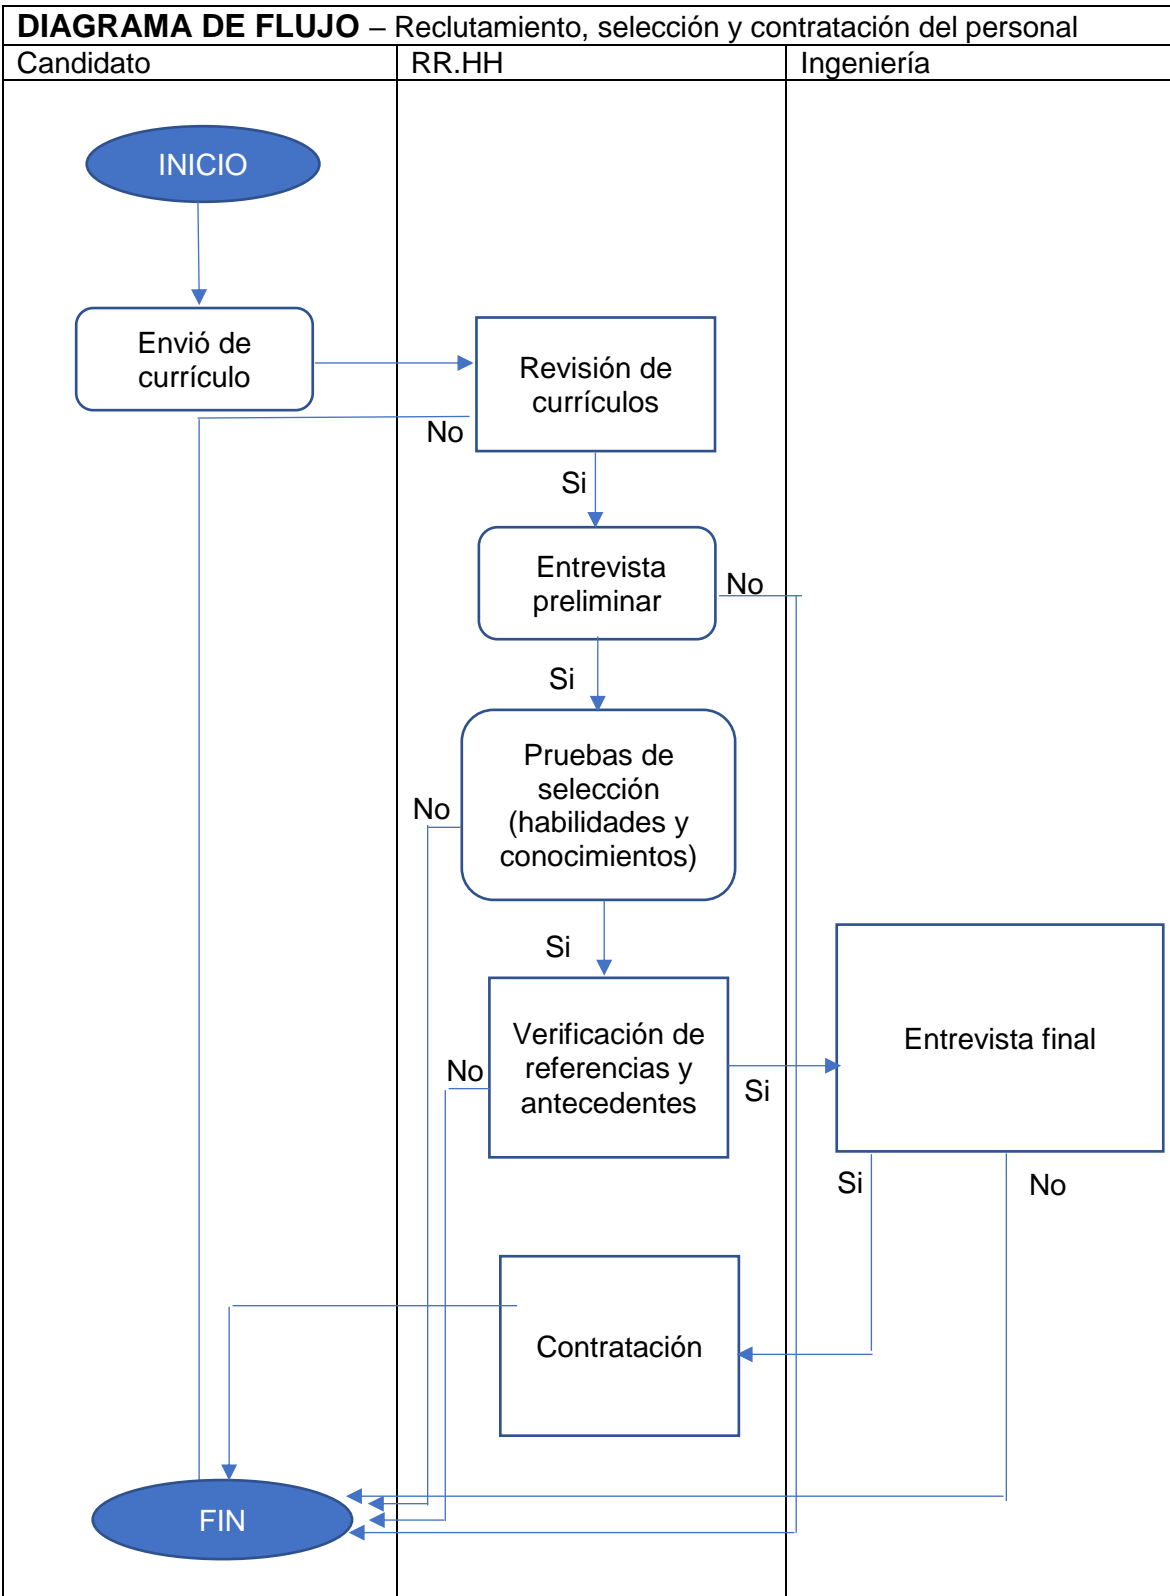 DIAGRAMA DE FLUJO – Reclutamiento, selección y contratación del personal
Candidato
RR.HH
Ingeniería
INICIO
Envió de
currículo
Revisión de
currículos
No
Si
Entrevista
preliminar
No
Si
Pruebas de
selección
(habilidades y
conocimientos)
No
Si
Verificación de
referencias y
antecedentes
No
Si
Entrevista final
Si
No
Contratación
FIN